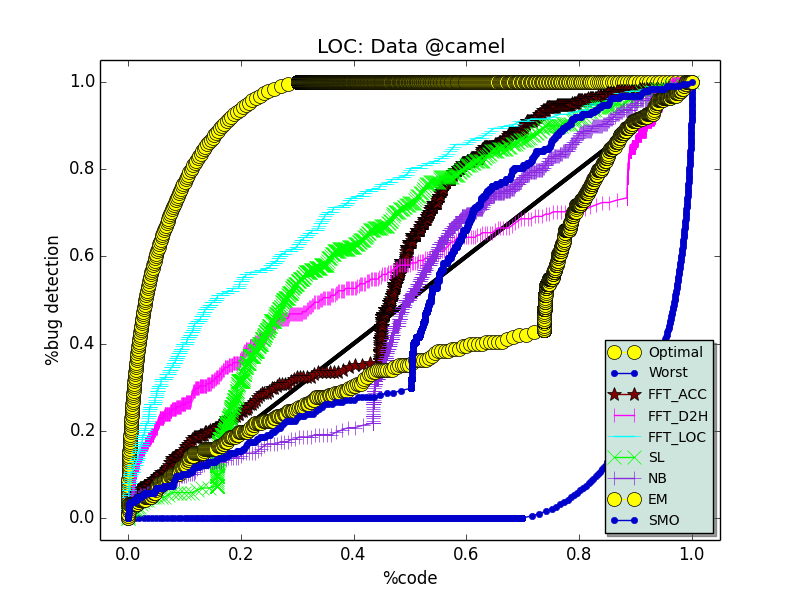 LOC: Data @camel
%bug detection
1.0
0.8
0.6
0.4
0.2
0.0
0.0 0.2 0.4 0.6 0.8 1.0
%code
Optimal
Worst
FFT_ACC
FFT_D2H
FFT_LOC
SL
NB
EM
SMO